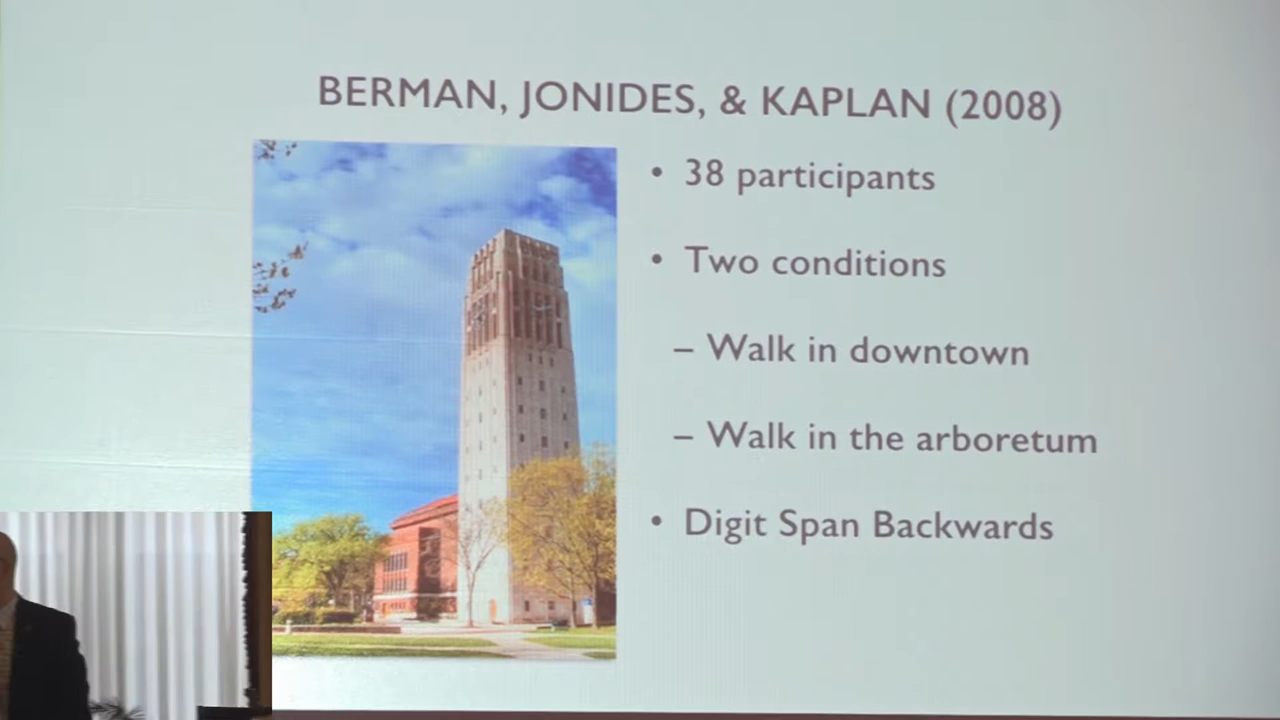 BERMAN, JONIDES, & KAPLAN (2008)
• 38 participants
• Two conditions
– Walk in downtown
– Walk in the arboretum
• Digit Span Backwards